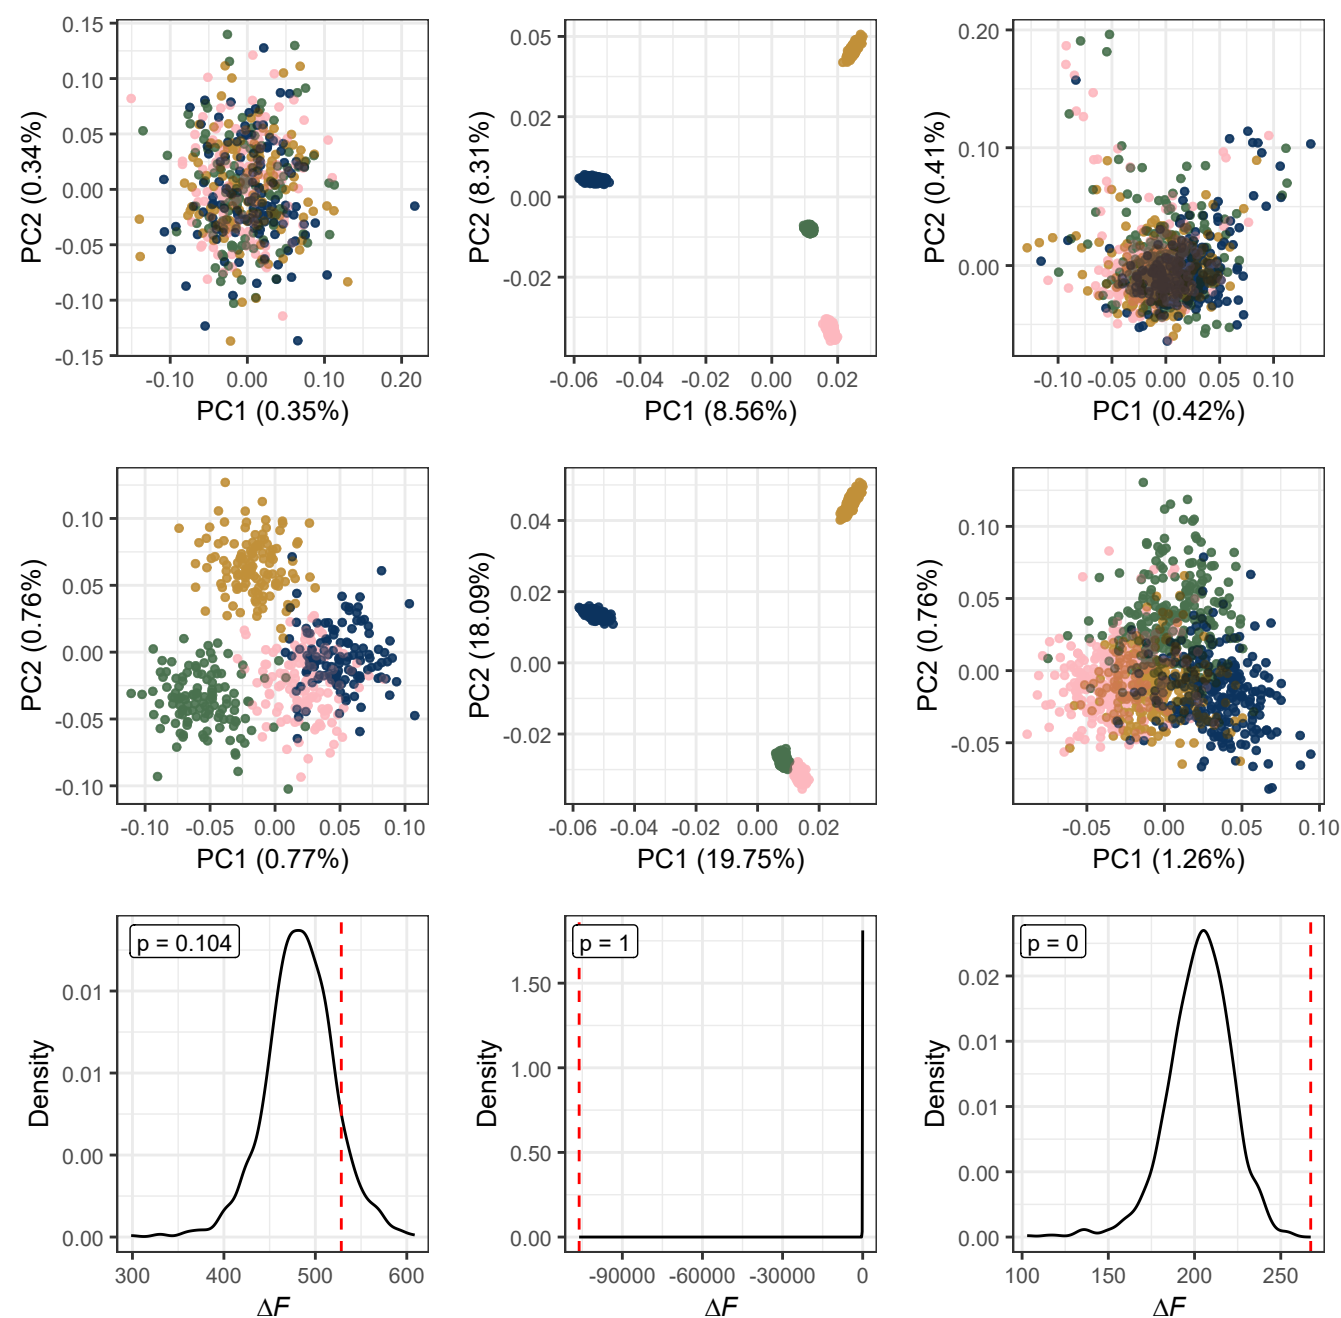 0.15
0.10
0.05
0.00
-0.05
-0.10
-0.15
PC2 (0.34%)
-0.10 0.00 0.10 0.20
PC1 (0.35%)
0.05
0.02
0.00
-0.02
PC2 (8.31%)
-0.06 -0.04 -0.02 0.00 0.02
PC1 (8.56%)
0.20
0.10
0.00
PC2 (0.41%)
-0.10 -0.05 0.00 0.05 0.10
PC1 (0.42%)
0.10
0.05
0.00
-0.05
-0.10
PC2 (0.76%)
-0.10 -0.05 0.00 0.05 0.10
PC1 (0.77%)
0.04
0.02
0.00
-0.02
PC2 (18.09%)
-0.06 -0.04 -0.02 0.00 0.02
PC1 (19.75%)
0.10
0.05
0.00
-0.05
PC2 (0.76%)
-0.05 0.00 0.05 0.10
PC1 (1.26%)
p = 0.104
0.01
0.01
0.00
0.00
Density
300 400 500 600
ΔF
p = 1
1.50
1.00
0.50
0.00
Density
-90000 -60000 -30000 0
ΔF
p = 0
0.02
0.01
0.01
0.00
0.00
Density
100 150 200 250
ΔF